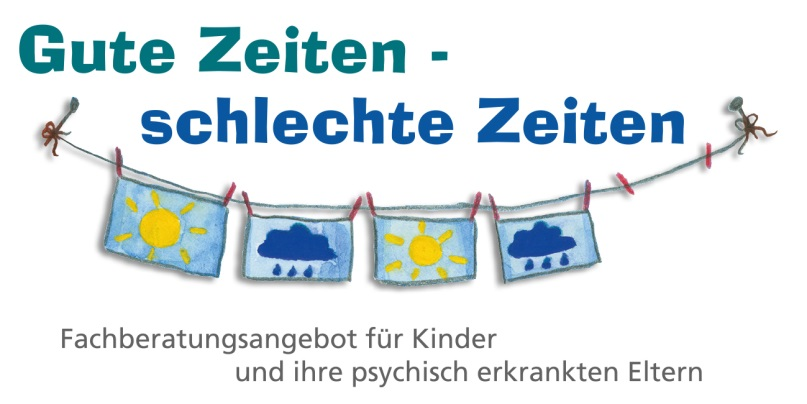 Gute Zeiten -
schlechte Zeiten
Fachberatungsangebot für Kinder
und ihre psychisch erkrankten Eltern